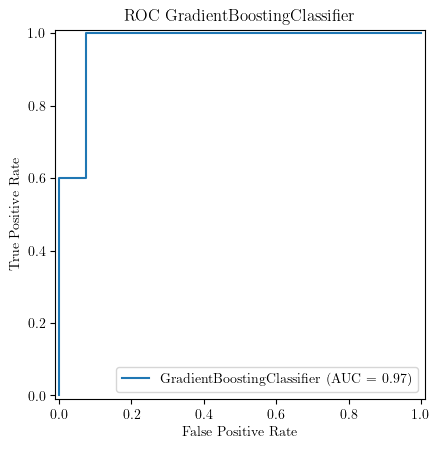 ROC GradientBoostingClassifier
1.0
0.8
0.6
0.4
0.2
0.0
True Positive Rate
GradientBoostingClassifier (AUC = 0.97)
0.0 0.2 0.4 0.6 0.8 1.0
False Positive Rate